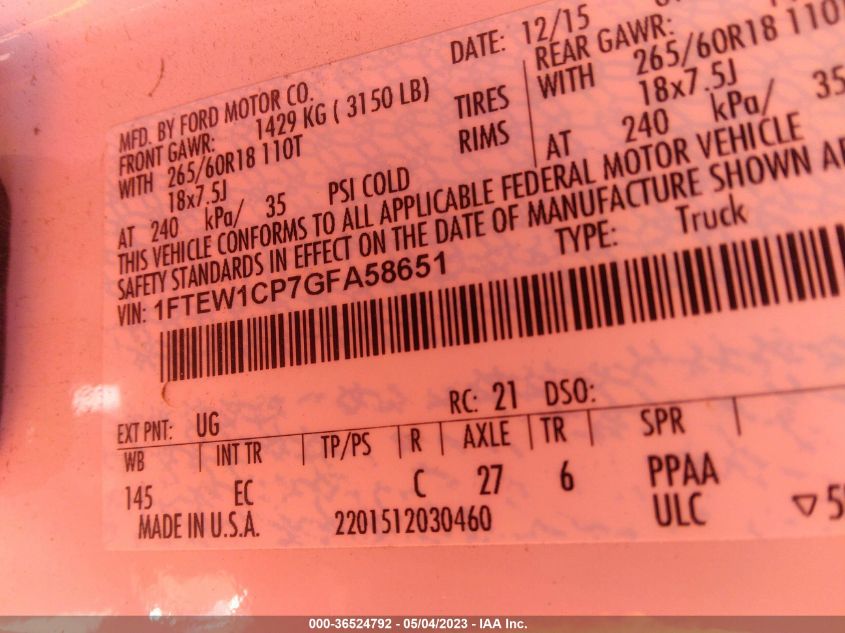 DATE: 12/15
MFD. BY FORD MOTOR CO.
FRONT GAWR: 1429 KG ( 3150 LB)
REAR GAWR:
WITH 265/60R18 110T TIRES
WITH 265/60R18 110
18x7.5J RIMS
18x7.5J
AT 240 kPa/ 35 PSI COLD
AT 240 kPa/ 35
THIS VEHICLE CONFORMS TO ALL APPLICABLE FEDERAL MOTOR VEHICLE
SAFETY STANDARDS IN EFFECT ON THE DATE OF MANUFACTURE SHOWN
VIN: 1FTEW1CP7GFA58651
TYPE: Truck
EXT PNT: UG RC: 21 DSO:
WB INT TR TP/PS R AXLE TR SPR
145 EC C 27 6 PPAA
MADE IN U.S.A. 2201512030460 ULC
000-36524792 - 05/04/2023 - IAA Inc.